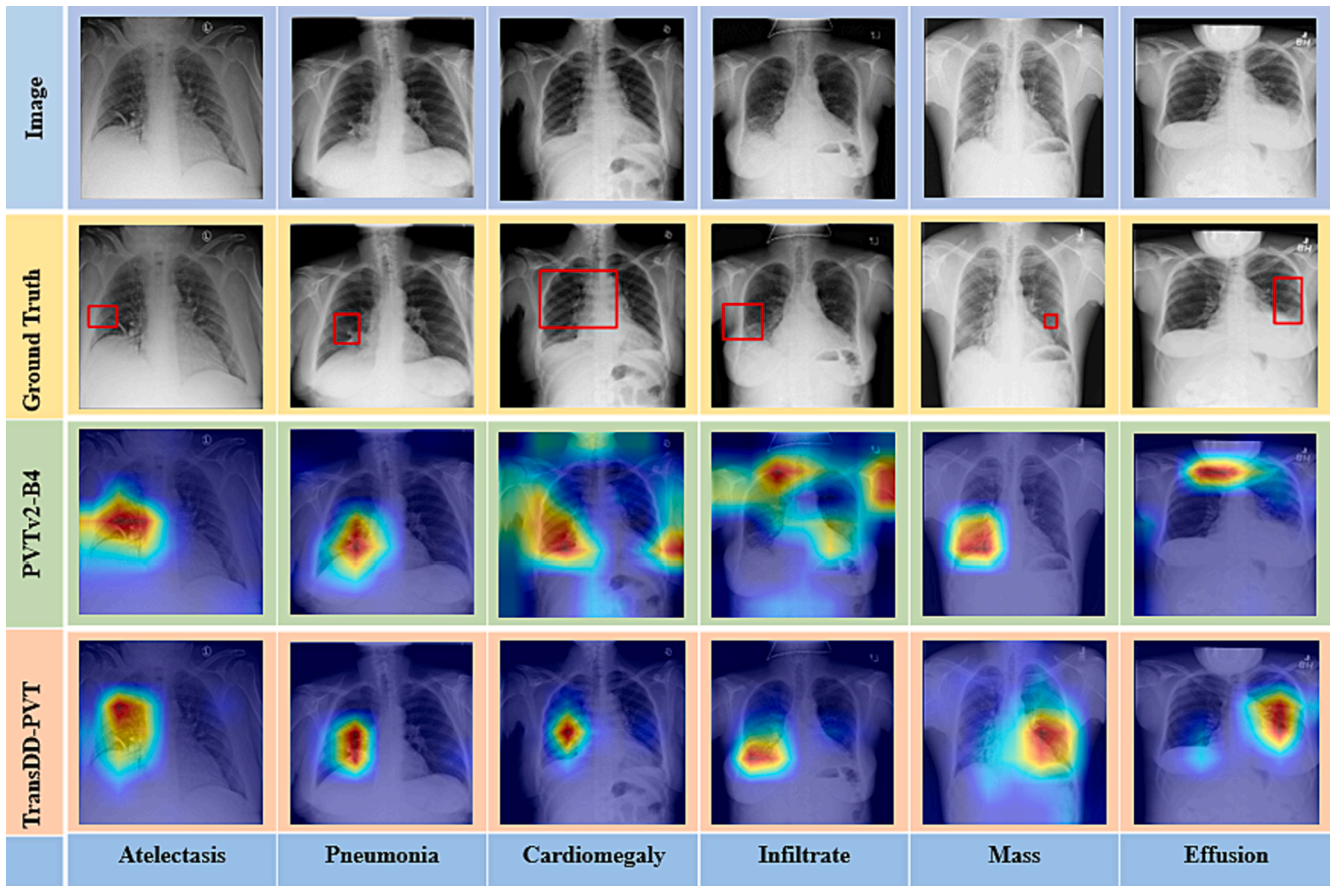 Image
Ground Truth
PVTv2-B4
TransDD-PVT
Atelectasis
Pneumonia
Cardiomegaly
Infiltrate
Mass
Effusion